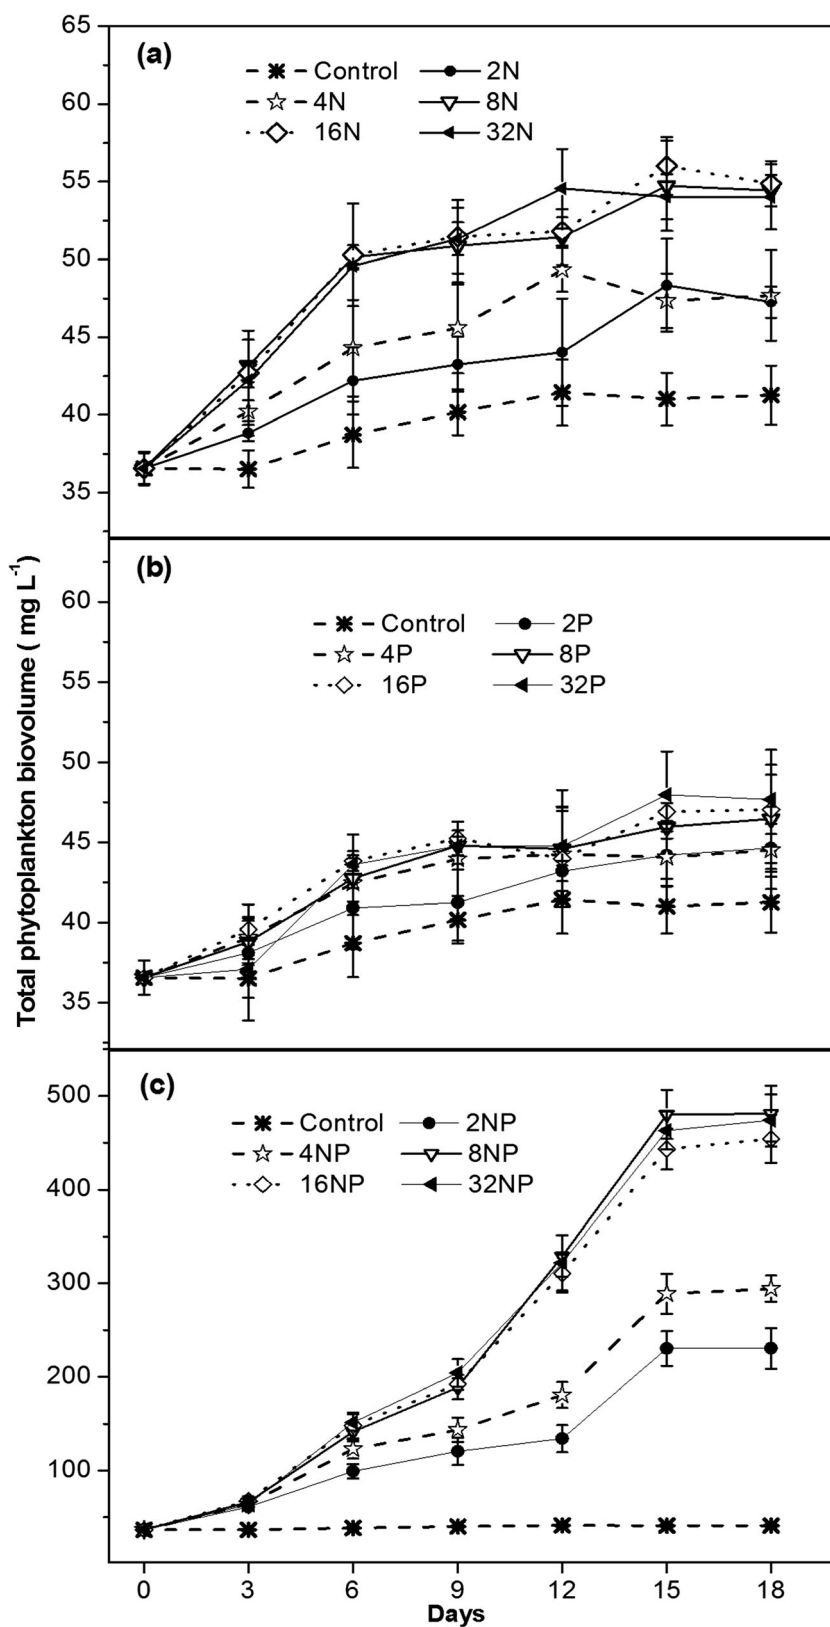 65
(a)
Control 2N
4N 8N
16N 32N
60
55
50
45
40
35
(b)
Control 2P
4P 8P
16P 32P
60
55
50
45
40
35
Total phytoplankton biovolume ( mg L⁻¹)
(c)
Control 2NP
4NP 8NP
16NP 32NP
500
400
300
200
100
0 3 6 9 12 15 18
Days